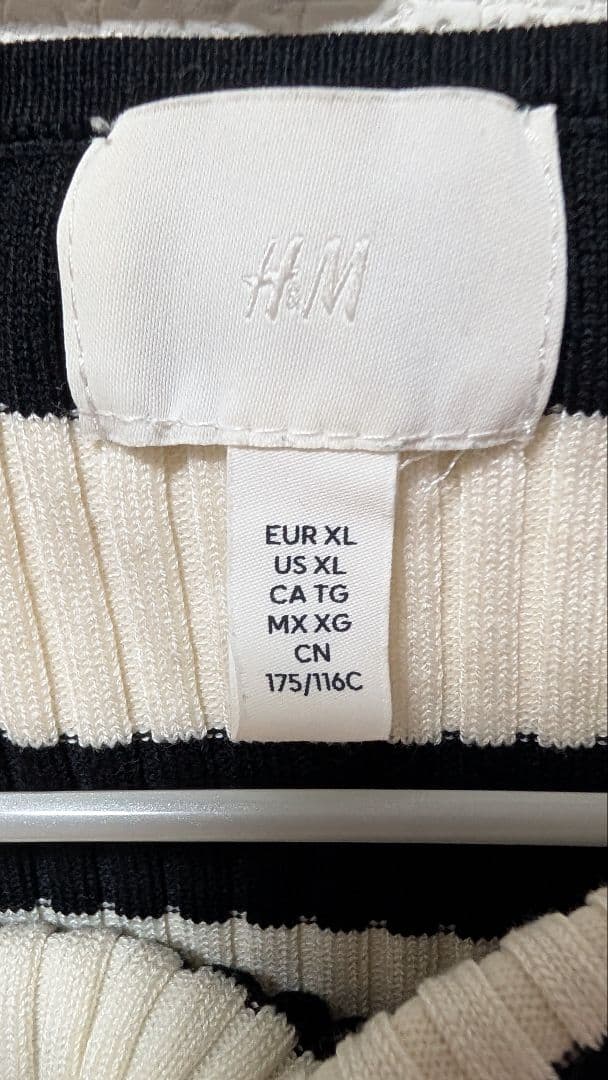 H&M
EUR XL
US XL
CA TG
MX XG
CN
175/116C